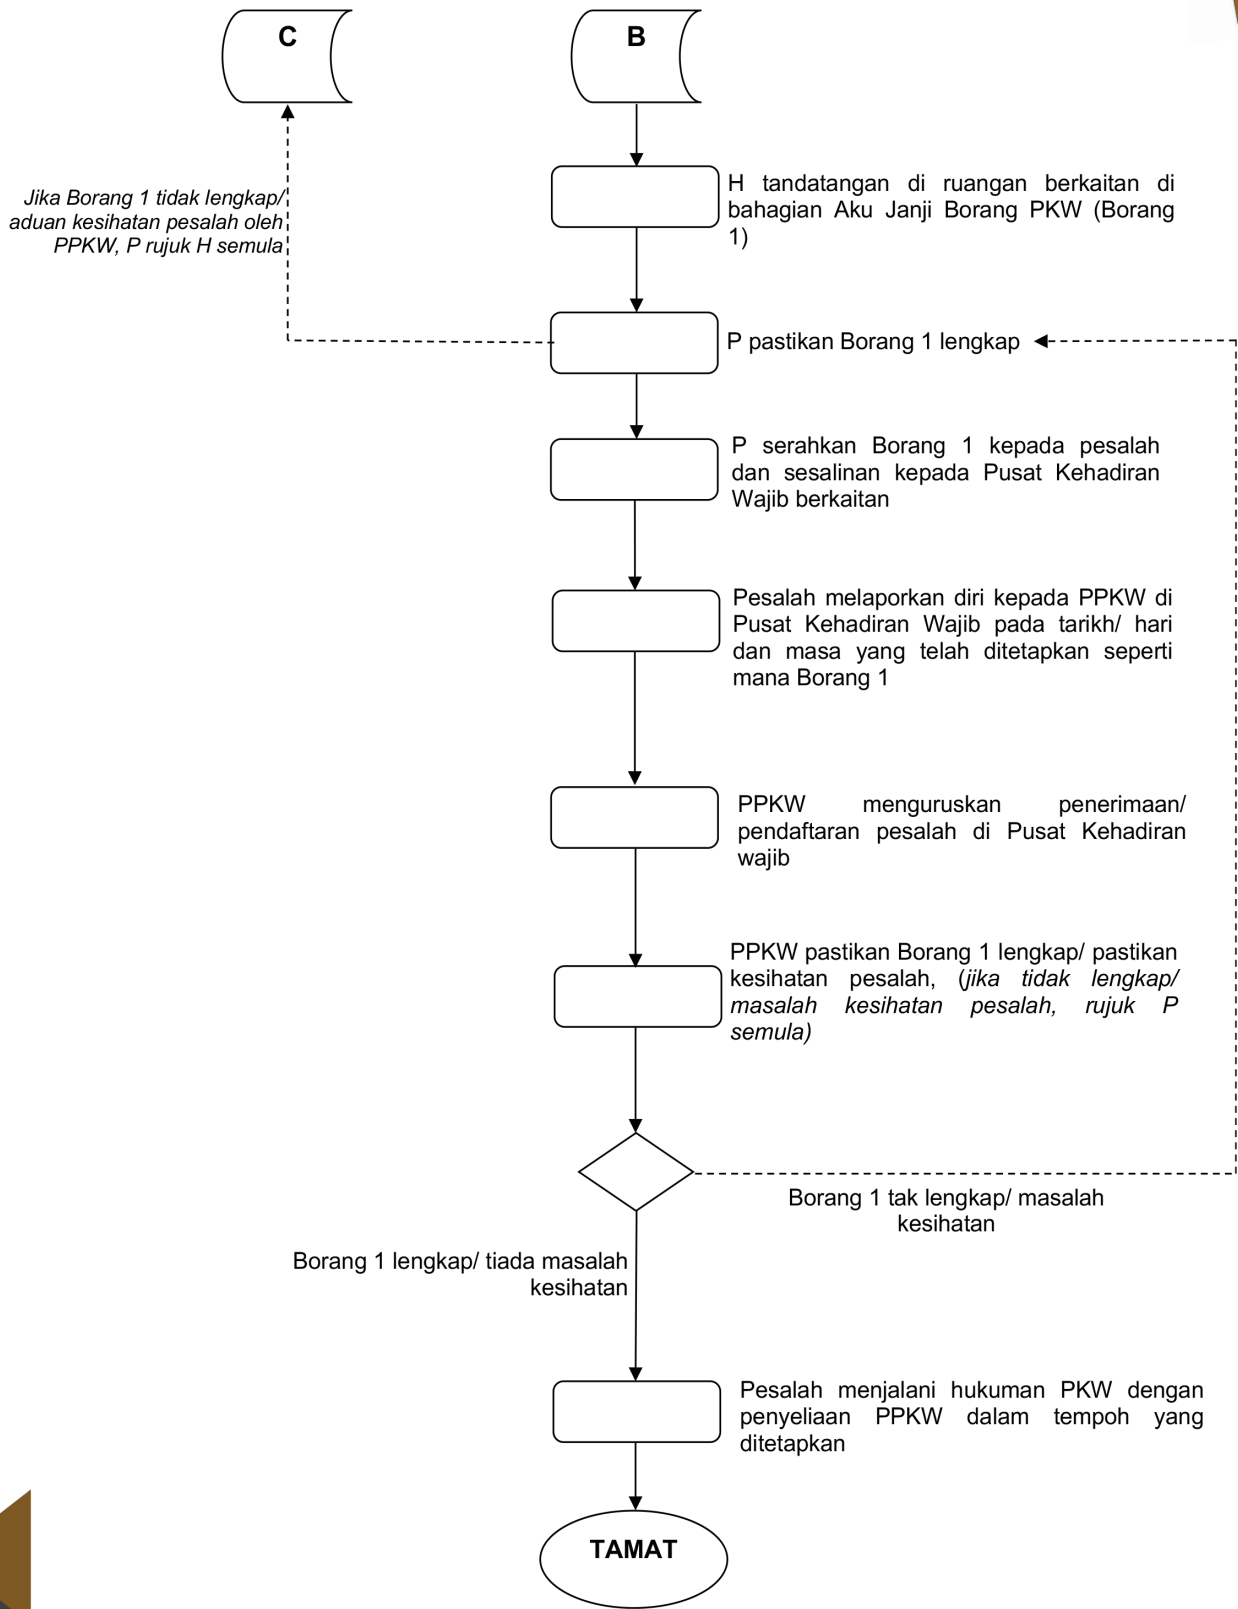 C
B
H tandatangan di ruangan berkaitan di
bahagian Aku Janji Borang PKW (Borang
1)
Jika Borang 1 tidak lengkap/
aduan kesihatan pesalah oleh
PPKW, P rujuk H semula
P pastikan Borang 1 lengkap
P serahkan Borang 1 kepada pesalah
dan sesalinan kepada Pusat Kehadiran
Wajib berkaitan
Pesalah melaporkan diri kepada PPKW di
Pusat Kehadiran Wajib pada tarikh/ hari
dan masa yang telah ditetapkan seperti
mana Borang 1
PPKW menguruskan penerimaan/
pendaftaran pesalah di Pusat Kehadiran
wajib
PPKW pastikan Borang 1 lengkap/ pastikan
kesihatan pesalah, (jika tidak lengkap/
masalah kesihatan pesalah, rujuk P
semula)
Borang 1 tak lengkap/ masalah
kesihatan
Borang 1 lengkap/ tiada masalah
kesihatan
Pesalah menjalani hukuman PKW dengan
penyeliaan PPKW dalam tempoh yang
ditetapkan
TAMAT